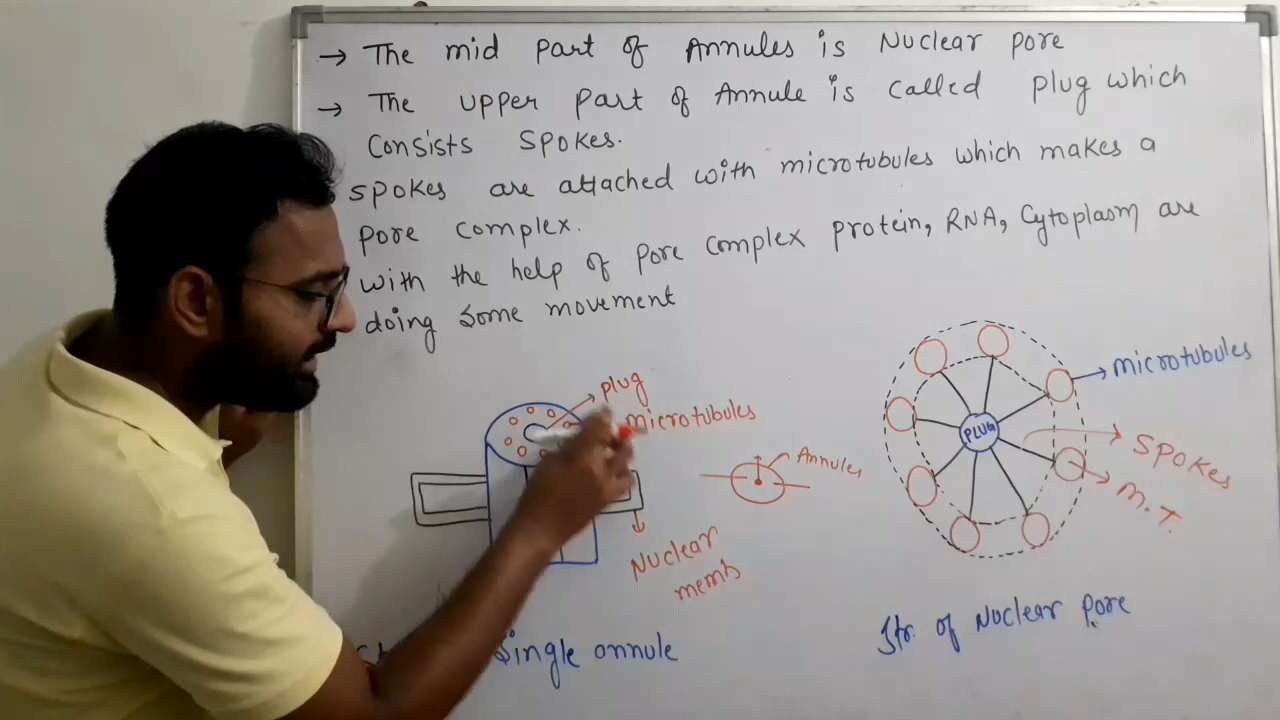 → The mid part of Annules is Nuclear pore
→ The upper part of Annule is called plug which
consists spokes.
spokes are attached with microtubules which makes a
pore complex.
with the help of pore complex protein, RNA, Cytoplasm are
doing some movement
plug
microtubules
Nuclear
memb
Annules
single annule
PLUG
microtubules
spokes
M.T.
Str. of Nuclear pore